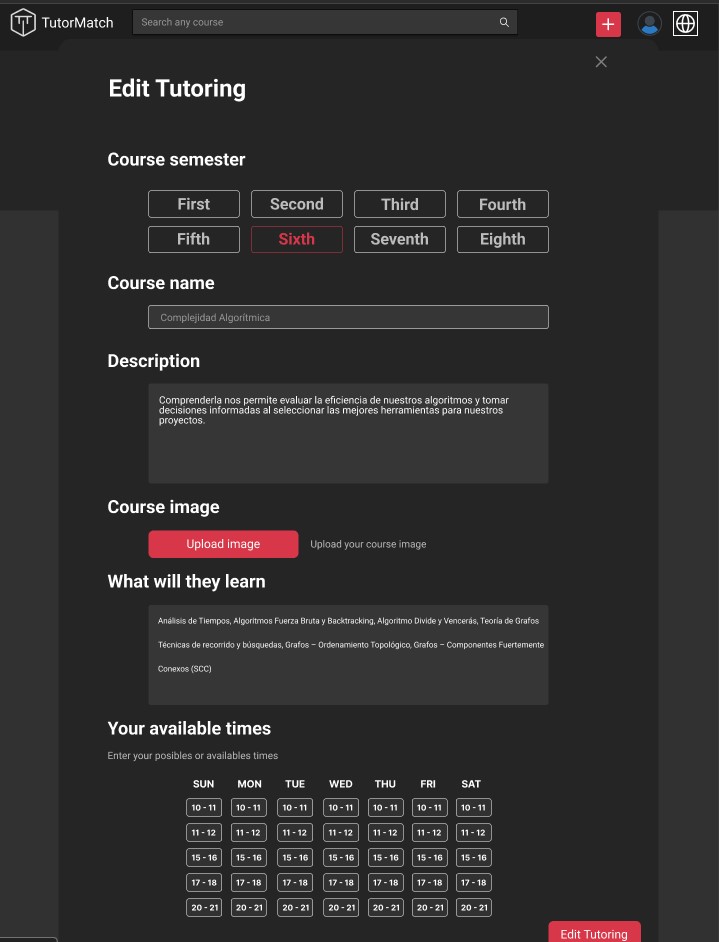 TutorMatch
Search any course
Edit Tutoring
Course semester
First Second Third Fourth
Fifth Sixth Seventh Eighth
Course name
Complejidad Algorítmica
Description
Comprenderla nos permite evaluar la eficiencia de nuestros algoritmos y tomar
decisiones informadas al seleccionar las mejores herramientas para nuestros
proyectos.
Course image
Upload image Upload your course image
What will they learn
Análisis de Tiempos, Algoritmos Fuerza Bruta y Backtracking, Algoritmo Divide y Vencerás, Teoría de Grafos
Técnicas de recorrido y búsquedas, Grafos – Ordenamiento Topológico, Grafos – Componentes Fuertemente
Conexos (SCC)
Your available times
Enter your posibles or availables times
SUN MON TUE WED THU FRI SAT
10 - 11 10 - 11 10 - 11 10 - 11 10 - 11 10 - 11 10 - 11
11 - 12 11 - 12 11 - 12 11 - 12 11 - 12 11 - 12 11 - 12
15 - 16 15 - 16 15 - 16 15 - 16 15 - 16 15 - 16 15 - 16
17 - 18 17 - 18 17 - 18 17 - 18 17 - 18 17 - 18 17 - 18
20 - 21 20 - 21 20 - 21 20 - 21 20 - 21 20 - 21 20 - 21
Edit Tutoring